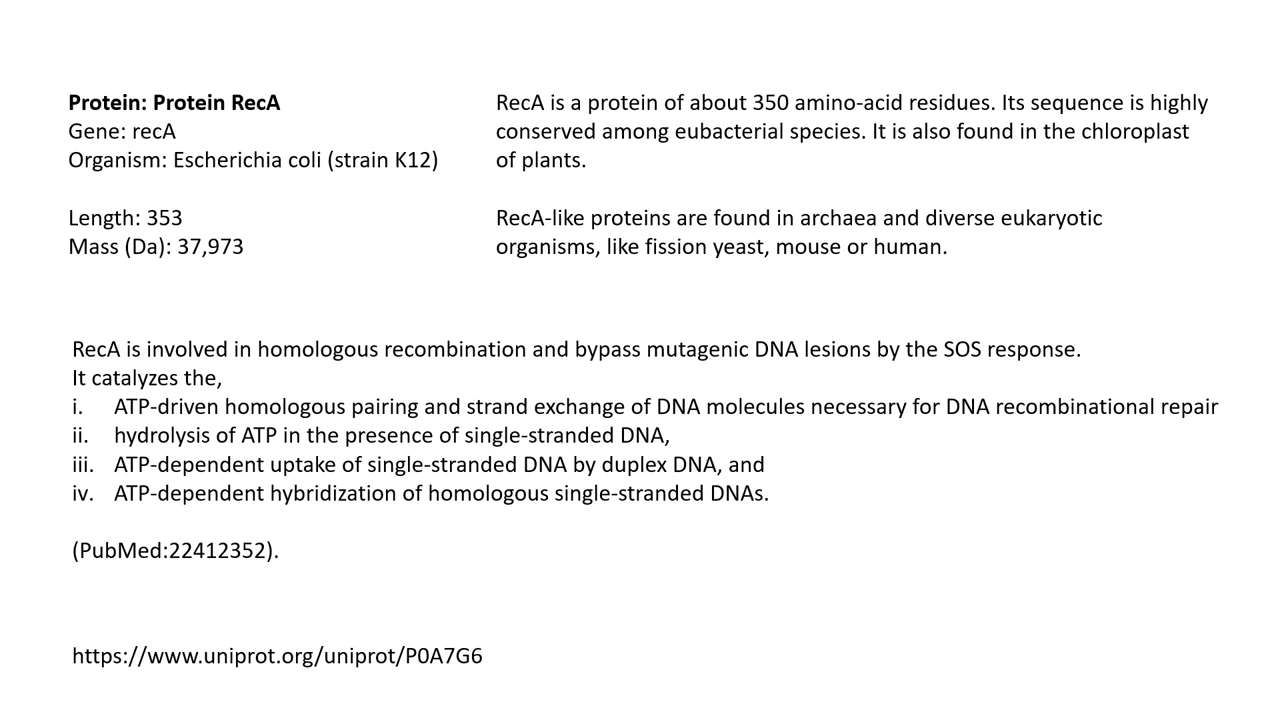 Protein: Protein RecA
Gene: recA
Organism: Escherichia coli (strain K12)
Length: 353
Mass (Da): 37,973
RecA is a protein of about 350 amino-acid residues. Its sequence is highly
conserved among eubacterial species. It is also found in the chloroplast
of plants.
RecA-like proteins are found in archaea and diverse eukaryotic
organisms, like fission yeast, mouse or human.
RecA is involved in homologous recombination and bypass mutagenic DNA lesions by the SOS response.
It catalyzes the,
i. ATP-driven homologous pairing and strand exchange of DNA molecules necessary for DNA recombinational repair
ii. hydrolysis of ATP in the presence of single-stranded DNA,
iii. ATP-dependent uptake of single-stranded DNA by duplex DNA, and
iv. ATP-dependent hybridization of homologous single-stranded DNAs.
(PubMed:22412352).
https://www.uniprot.org/uniprot/P0A7G6